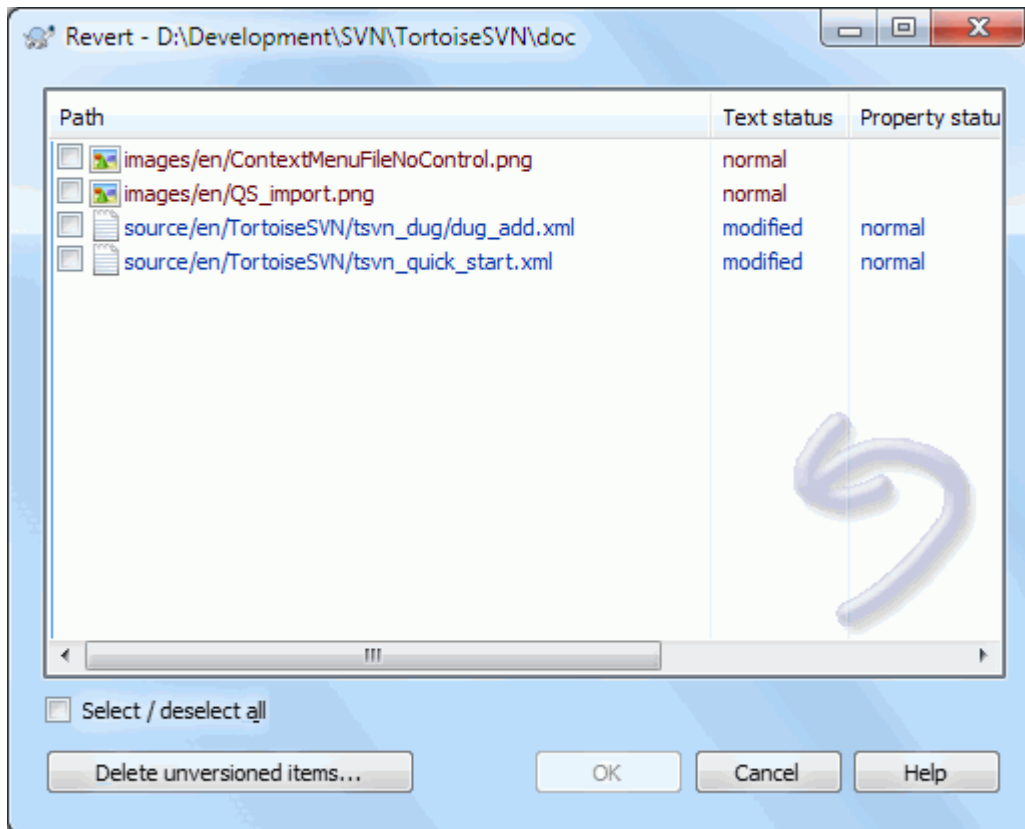 Revert - D:\Development\SVN\TortoiseSVN\doc
Path Text status Property statu
images/en/ContextMenuFileNoControl.png normal
images/en/QS_import.png normal
source/en/TortoiseSVN/tsvn_dug/dug_add.xml modified normal
source/en/TortoiseSVN/tsvn_quick_start.xml modified normal
Select / deselect all
Delete unversioned items... OK Cancel Help